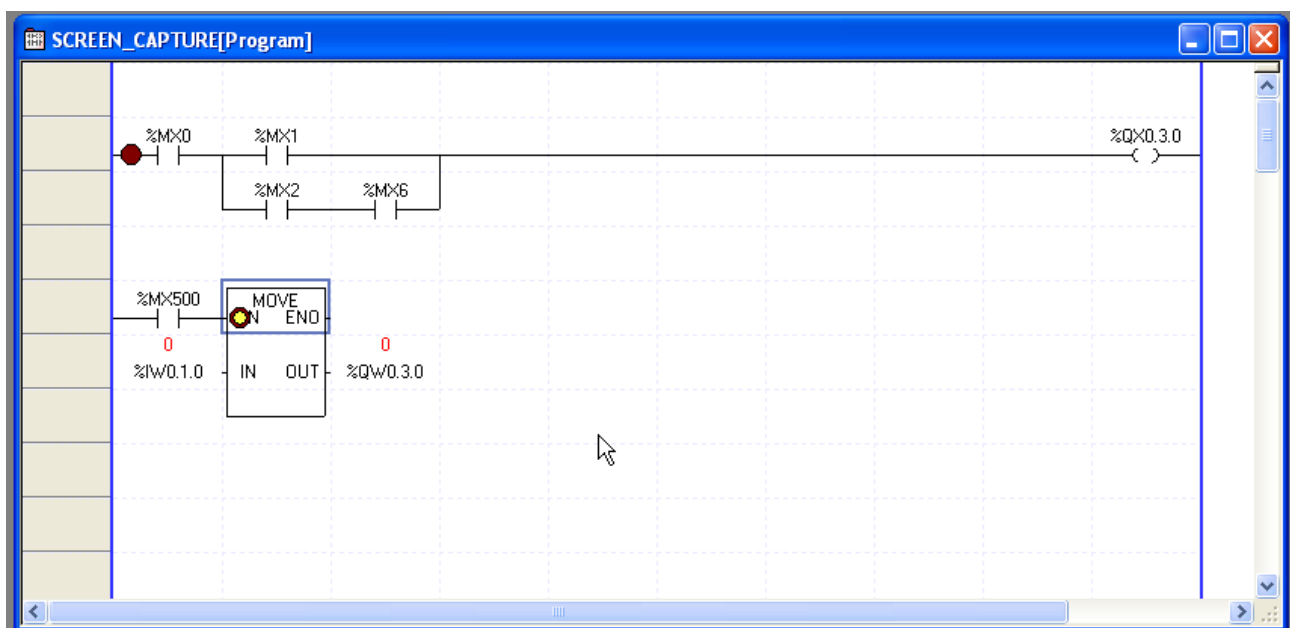 SCREEN_CAPTURE[Program]
%MX0 %MX1 %QX0.3.0
%MX2 %MX6
%MX500 MOVE
N ENO
0 0
%IW0.1.0 IN OUT %QW0.3.0